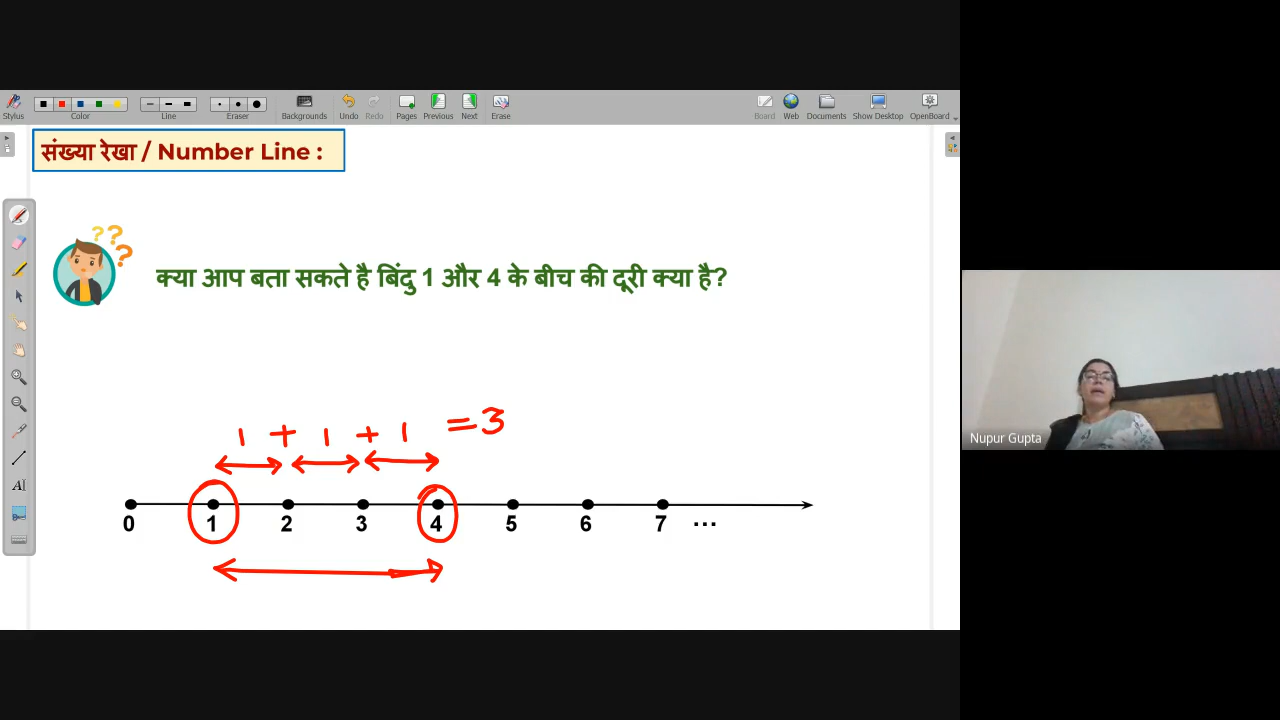 Stylus Color Line Eraser Backgrounds Undo Redo Pages Previous Next Erase Board Web Documents Show Desktop OpenBoard
संख्या रेखा / Number Line :
? ? ?
क्या आप बता सकते है बिंदु 1 और 4 के बीच की दूरी क्या है?
1 + 1 + 1 = 3
0 1 2 3 4 5 6 7 ...
Nupur Gupta